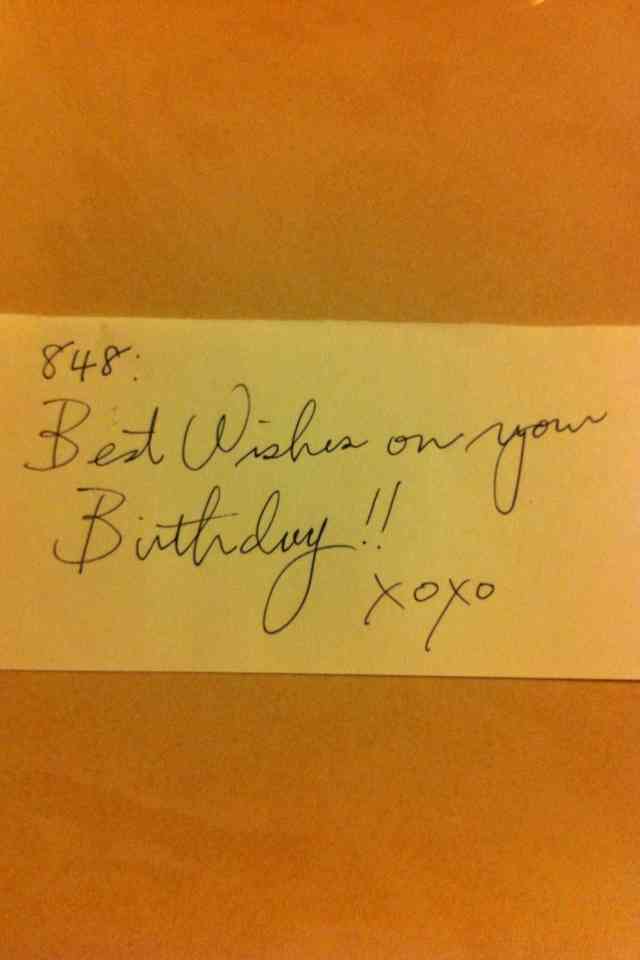 848:
Best Wishes on your
Birthday!!
xoxo